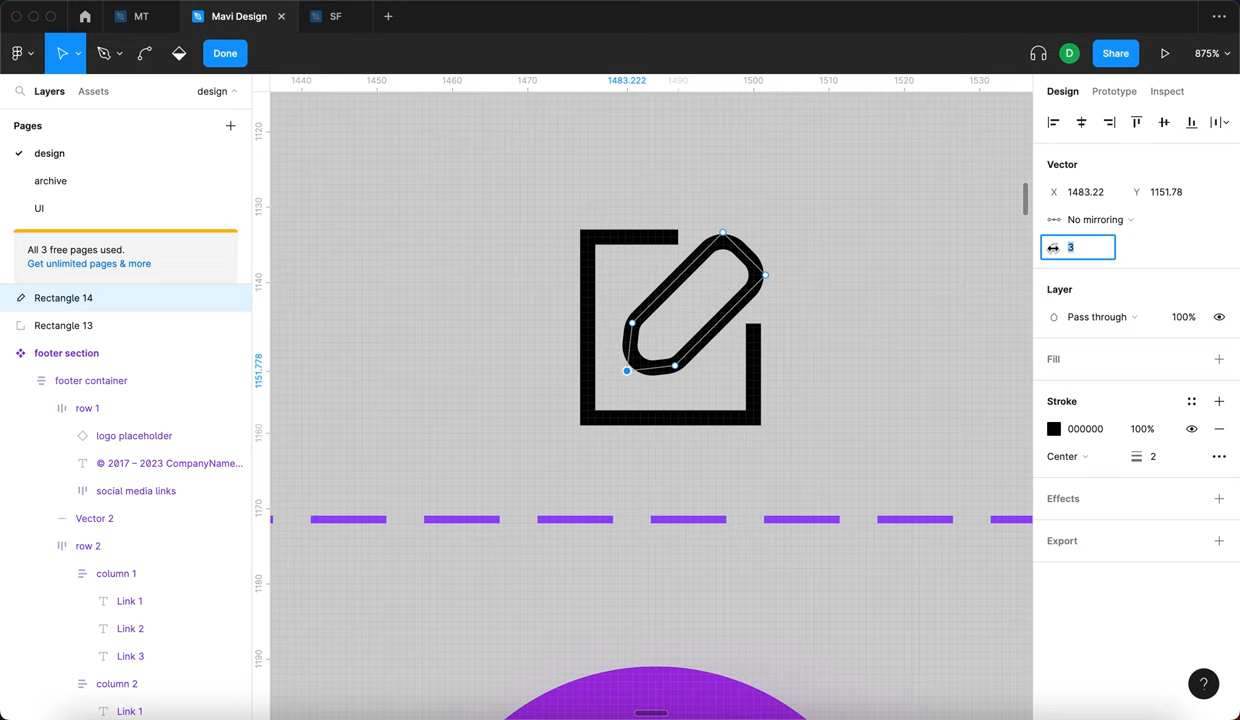 MT
Mavi Design
SF
Done
D
Share
875%
Layers
Assets
design
Pages
design
archive
UI
All 3 free pages used.
Get unlimited pages & more
Rectangle 14
Rectangle 13
footer section
footer container
row 1
logo placeholder
© 2017 – 2023 CompanyName...
social media links
Vector 2
row 2
column 1
Link 1
Link 2
Link 3
column 2
Link 1
1440
1450
1460
1470
1483.222
1490
1500
1510
1520
1530
1120
1130
1140
1151.778
1160
1170
1180
1190
Design
Prototype
Inspect
Vector
X 1483.22 Y 1151.78
No mirroring
3
Layer
Pass through 100%
Fill
Stroke
000000 100%
Center 2
Effects
Export
?